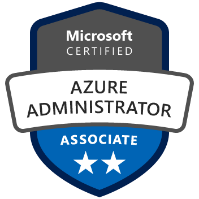 Microsoft
CERTIFIED
AZURE
ADMINISTRATOR
ASSOCIATE